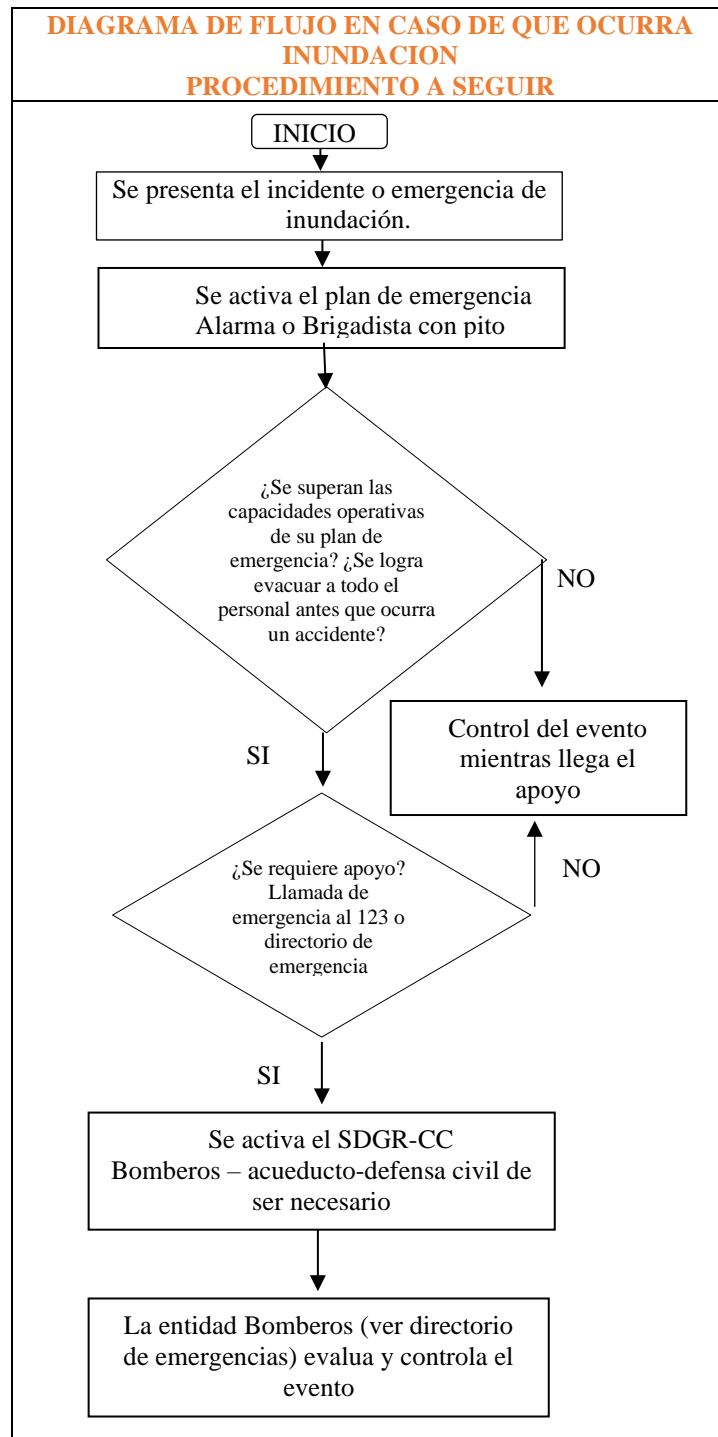 DIAGRAMA DE FLUJO EN CASO DE QUE OCURRA
INUNDACION
PROCEDIMIENTO A SEGUIR
INICIO
Se presenta el incidente o emergencia de
inundación.
Se activa el plan de emergencia
Alarma o Brigadista con pito
¿Se superan las
capacidades operativas
de su plan de
emergencia? ¿Se logra
evacuar a todo el
personal antes que ocurra
un accidente?
NO
Control del evento
mientras llega el
apoyo
SI
¿Se requiere apoyo?
Llamada de
emergencia al 123 o
directorio de
emergencia
NO
SI
Se activa el SDGR-CC
Bomberos – acueducto-defensa civil de
ser necesario
La entidad Bomberos (ver directorio
de emergencias) evalua y controla el
evento